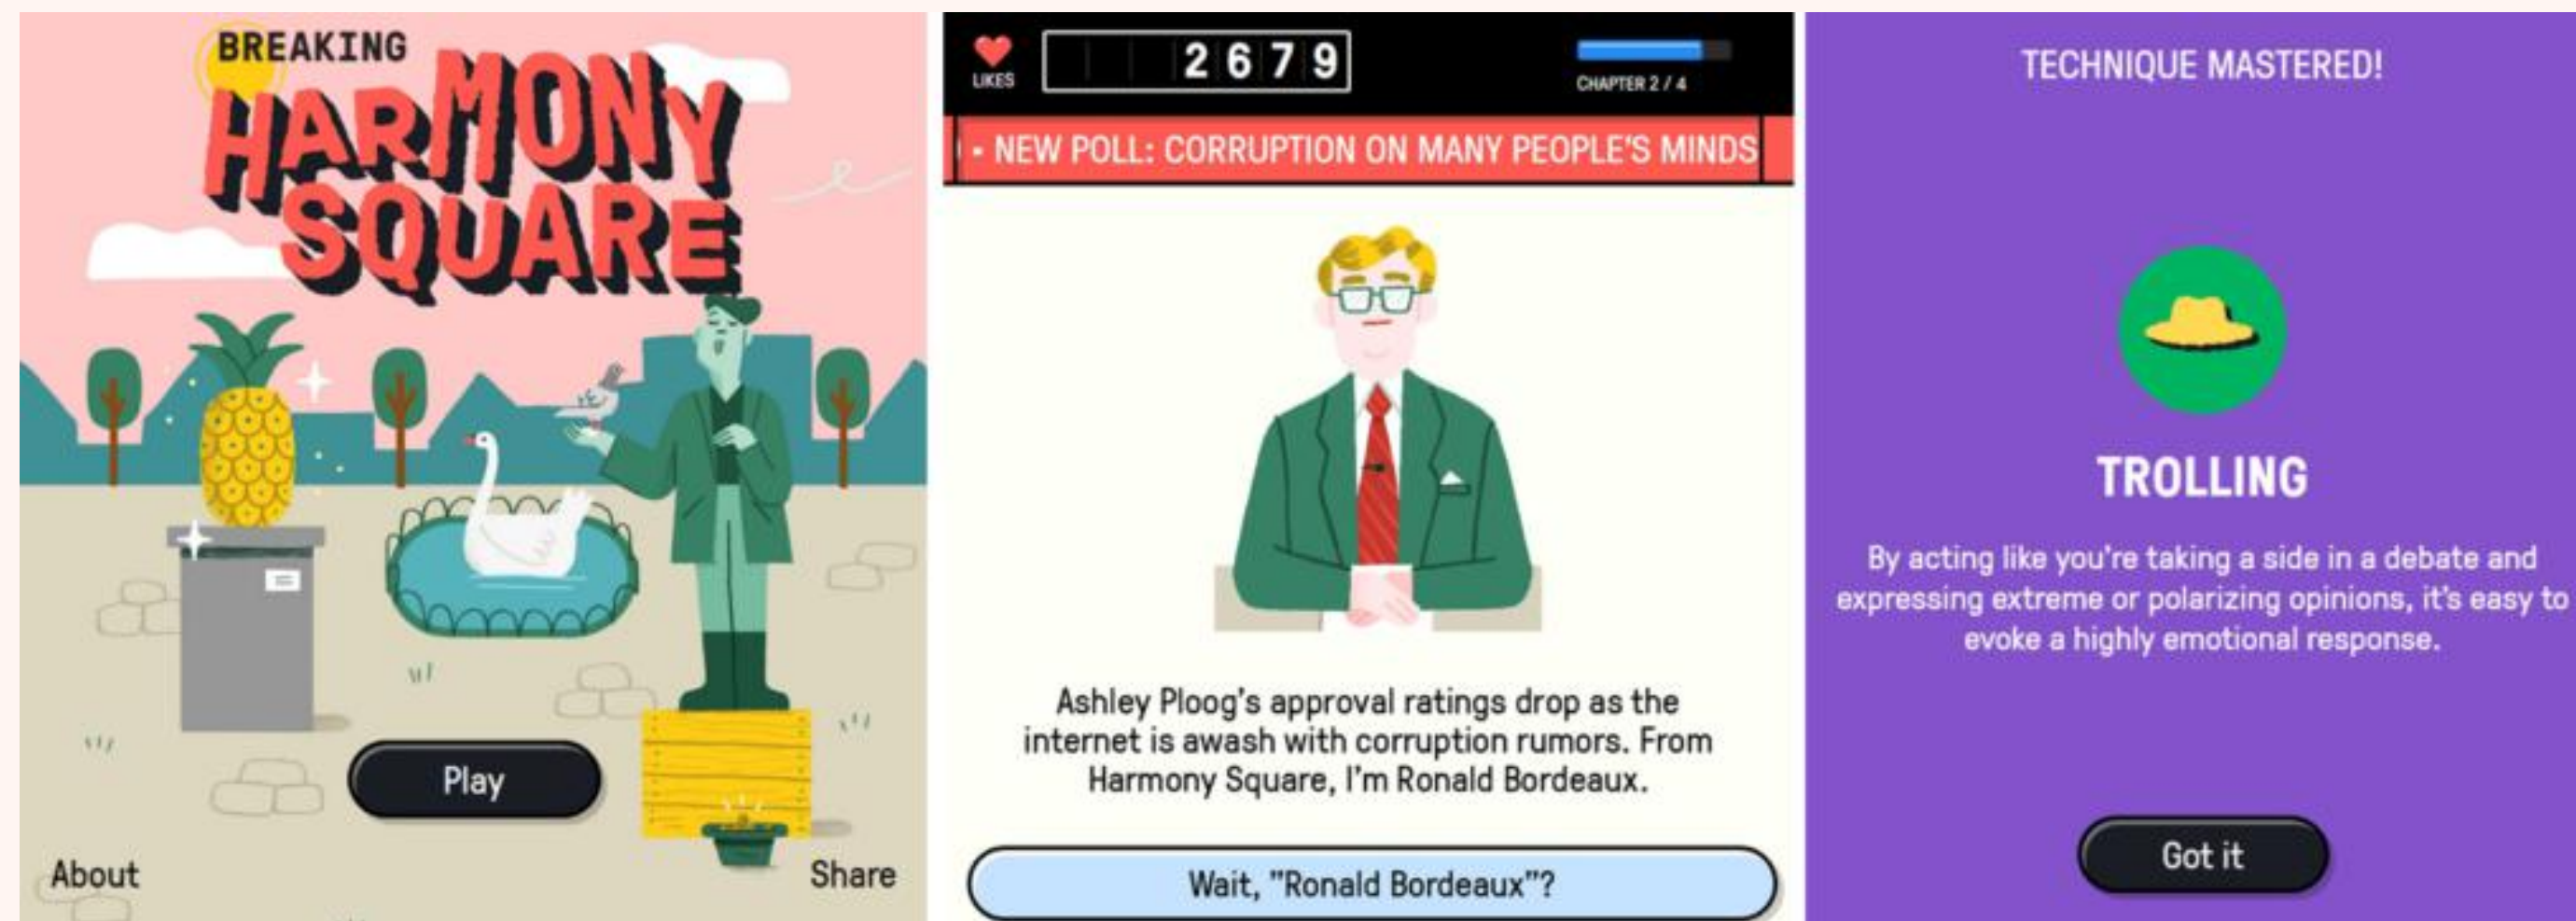 BREAKING
HARMONY
SQUARE
Play
About
Share
LIKES
2679
CHAPTER 2 / 4
▪ NEW POLL: CORRUPTION ON MANY PEOPLE'S MINDS
Ashley Ploog's approval ratings drop as the
internet is awash with corruption rumors. From
Harmony Square, I'm Ronald Bordeaux.
Wait, "Ronald Bordeaux"?
TECHNIQUE MASTERED!
TROLLING
By acting like you're taking a side in a debate and
expressing extreme or polarizing opinions, it's easy to
evoke a highly emotional response.
Got it